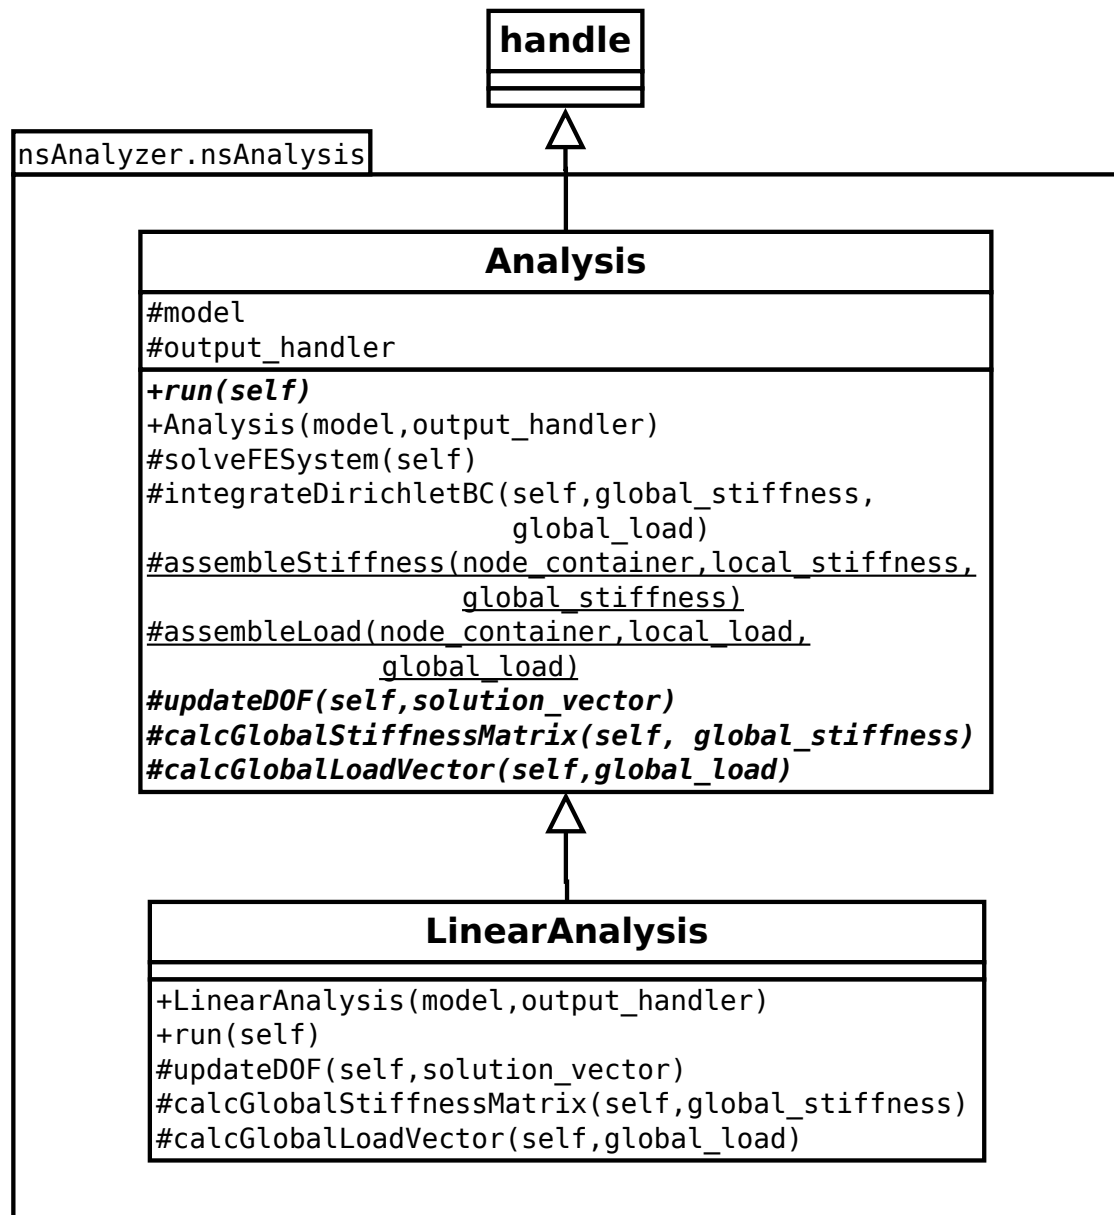 handle
nsAnalyzer.nsAnalysis
Analysis
#model
#output_handler
+run(self)
+Analysis(model,output_handler)
#solveFESystem(self)
#integrateDirichletBC(self,global_stiffness,
global_load)
#assembleStiffness(node_container,local_stiffness,
global_stiffness)
#assembleLoad(node_container,local_load,
global_load)
#updateDOF(self,solution_vector)
#calcGlobalStiffnessMatrix(self, global_stiffness)
#calcGlobalLoadVector(self,global_load)
LinearAnalysis
+LinearAnalysis(model,output_handler)
+run(self)
#updateDOF(self,solution_vector)
#calcGlobalStiffnessMatrix(self,global_stiffness)
#calcGlobalLoadVector(self,global_load)